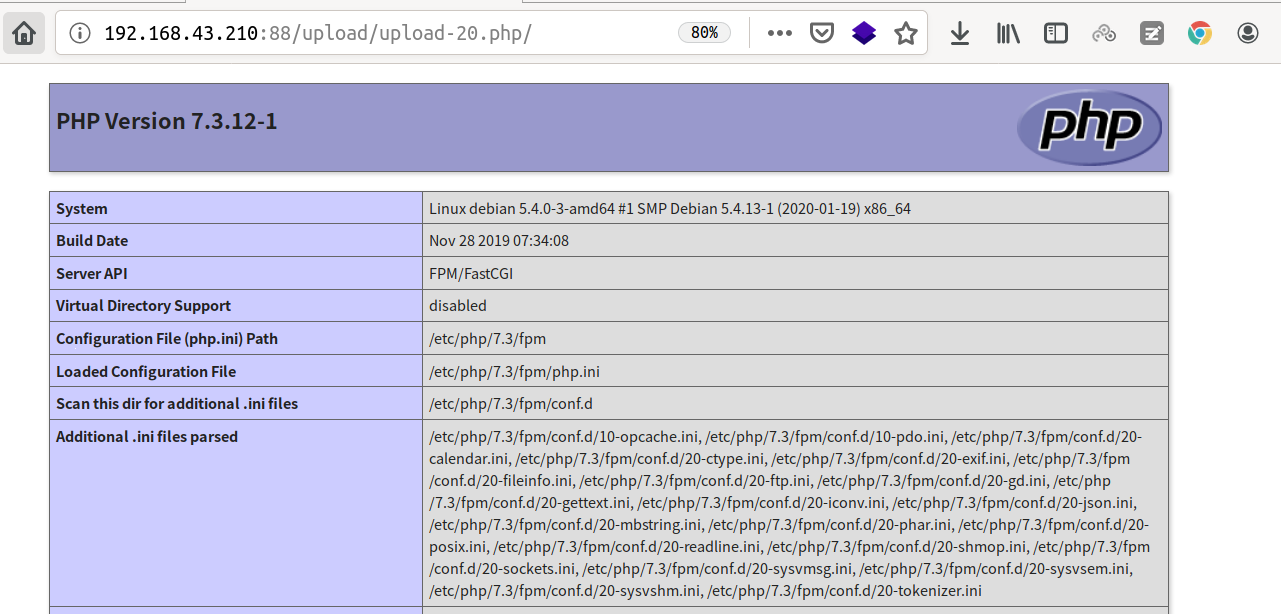 192.168.43.210:88/upload/upload-20.php/
80%
PHP Version 7.3.12-1
php
System
Linux debian 5.4.0-3-amd64 #1 SMP Debian 5.4.13-1 (2020-01-19) x86_64
Build Date
Nov 28 2019 07:34:08
Server API
FPM/FastCGI
Virtual Directory Support
disabled
Configuration File (php.ini) Path
/etc/php/7.3/fpm
Loaded Configuration File
/etc/php/7.3/fpm/php.ini
Scan this dir for additional .ini files
/etc/php/7.3/fpm/conf.d
Additional .ini files parsed
/etc/php/7.3/fpm/conf.d/10-opcache.ini, /etc/php/7.3/fpm/conf.d/10-pdo.ini, /etc/php/7.3/fpm/conf.d/20-
calendar.ini, /etc/php/7.3/fpm/conf.d/20-ctype.ini, /etc/php/7.3/fpm/conf.d/20-exif.ini, /etc/php/7.3/fpm
/conf.d/20-fileinfo.ini, /etc/php/7.3/fpm/conf.d/20-ftp.ini, /etc/php/7.3/fpm/conf.d/20-gd.ini, /etc/php
/7.3/fpm/conf.d/20-gettext.ini, /etc/php/7.3/fpm/conf.d/20-iconv.ini, /etc/php/7.3/fpm/conf.d/20-json.ini,
/etc/php/7.3/fpm/conf.d/20-mbstring.ini, /etc/php/7.3/fpm/conf.d/20-phar.ini, /etc/php/7.3/fpm/conf.d/20-
posix.ini, /etc/php/7.3/fpm/conf.d/20-readline.ini, /etc/php/7.3/fpm/conf.d/20-shmop.ini, /etc/php/7.3/fpm
/conf.d/20-sockets.ini, /etc/php/7.3/fpm/conf.d/20-sysvmsg.ini, /etc/php/7.3/fpm/conf.d/20-sysvsem.ini,
/etc/php/7.3/fpm/conf.d/20-sysvshm.ini, /etc/php/7.3/fpm/conf.d/20-tokenizer.ini